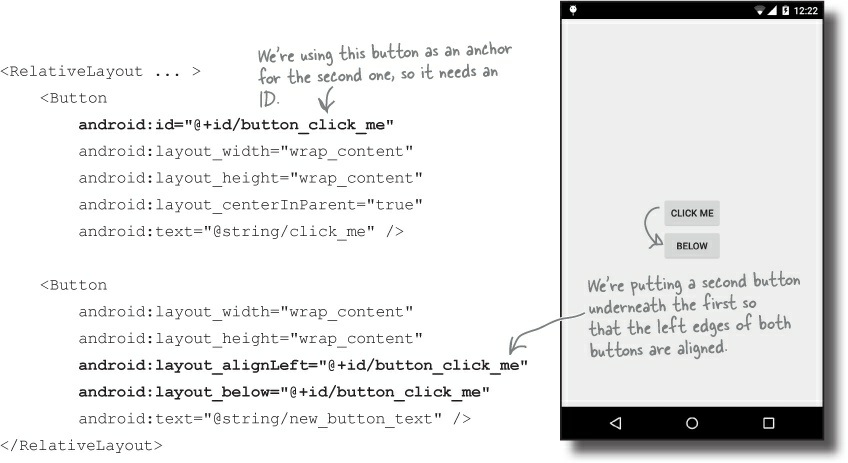 We're using this button as an anchor
for the second one, so it needs an
ID.
<RelativeLayout ... >
<Button
android:id="@+id/button_click_me"
android:layout_width="wrap_content"
android:layout_height="wrap_content"
android:layout_centerInParent="true"
android:text="@string/click_me" />
<Button
android:layout_width="wrap_content"
android:layout_height="wrap_content"
android:layout_alignLeft="@+id/button_click_me"
android:layout_below="@+id/button_click_me"
android:text="@string/new_button_text" />
</RelativeLayout>
12:22
CLICK ME
BELOW
We're putting a second button
underneath the first so
that the left edges of both
buttons are aligned.